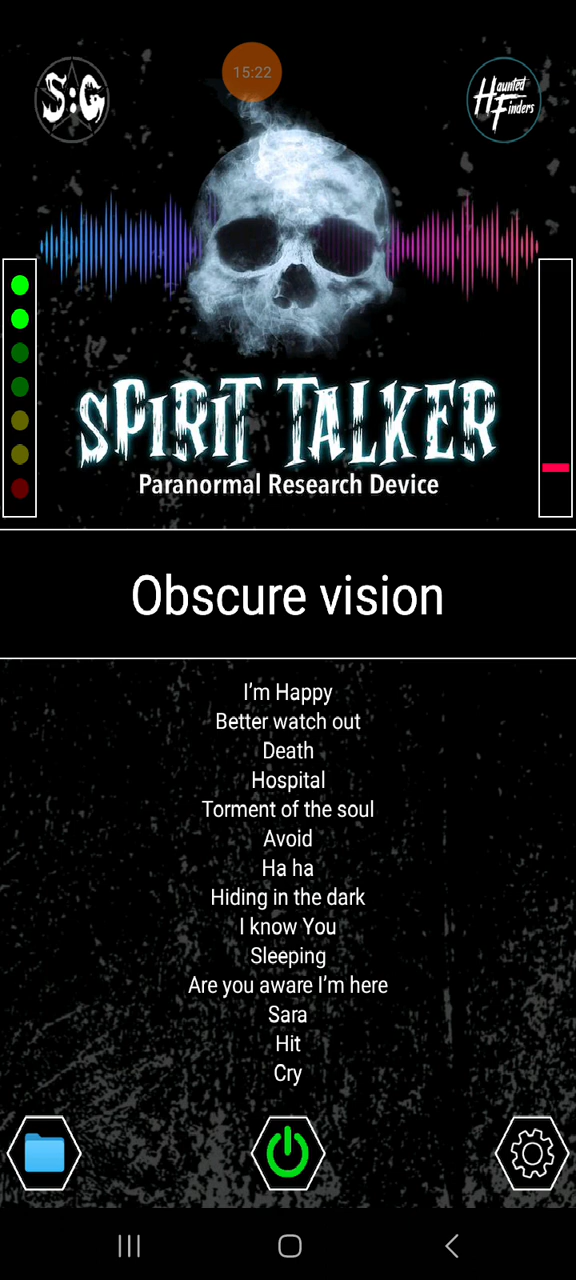 15:22
S:G
Haunted
Finders
SPIRIT TALKER
Paranormal Research Device
Obscure vision
I’m Happy
Better watch out
Death
Hospital
Torment of the soul
Avoid
Ha ha
Hiding in the dark
I know You
Sleeping
Are you aware I’m here
Sara
Hit
Cry